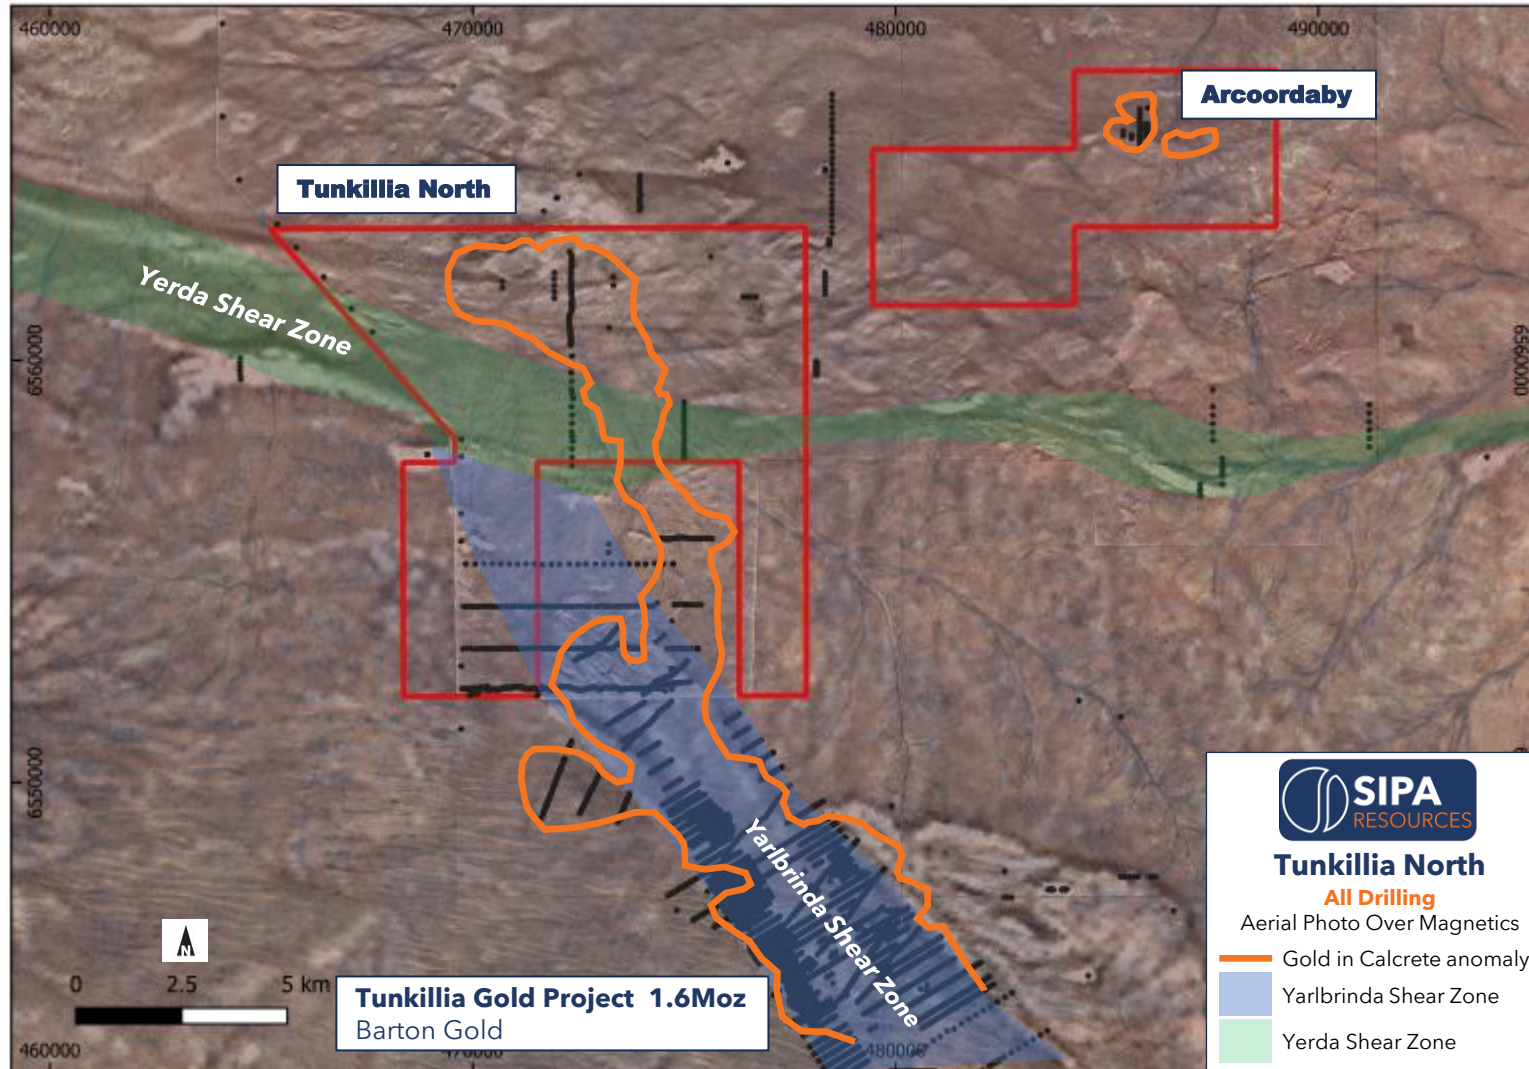 460000
470000
480000
490000
Arcoordaby
Tunkillia North
Yerda Shear Zone
6560000
6560000
6550000
Yarlbrinda Shear Zone
N
0 2.5 5 km
Tunkillia Gold Project 1.6Moz
Barton Gold
460000
470000
480000
SIPA
RESOURCES
Tunkillia North
All Drilling
Aerial Photo Over Magnetics
Gold in Calcrete anomaly
Yarlbrinda Shear Zone
Yerda Shear Zone